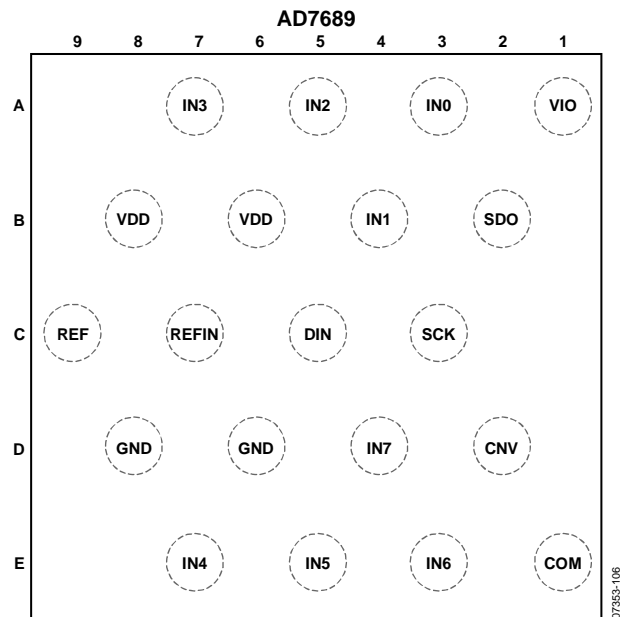 AD7689
9 8 7 6 5 4 3 2 1
A IN3 IN2 IN0 VIO
B VDD VDD IN1 SDO
C REF REFIN DIN SCK
D GND GND IN7 CNV
E IN4 IN5 IN6 COM
07353-106